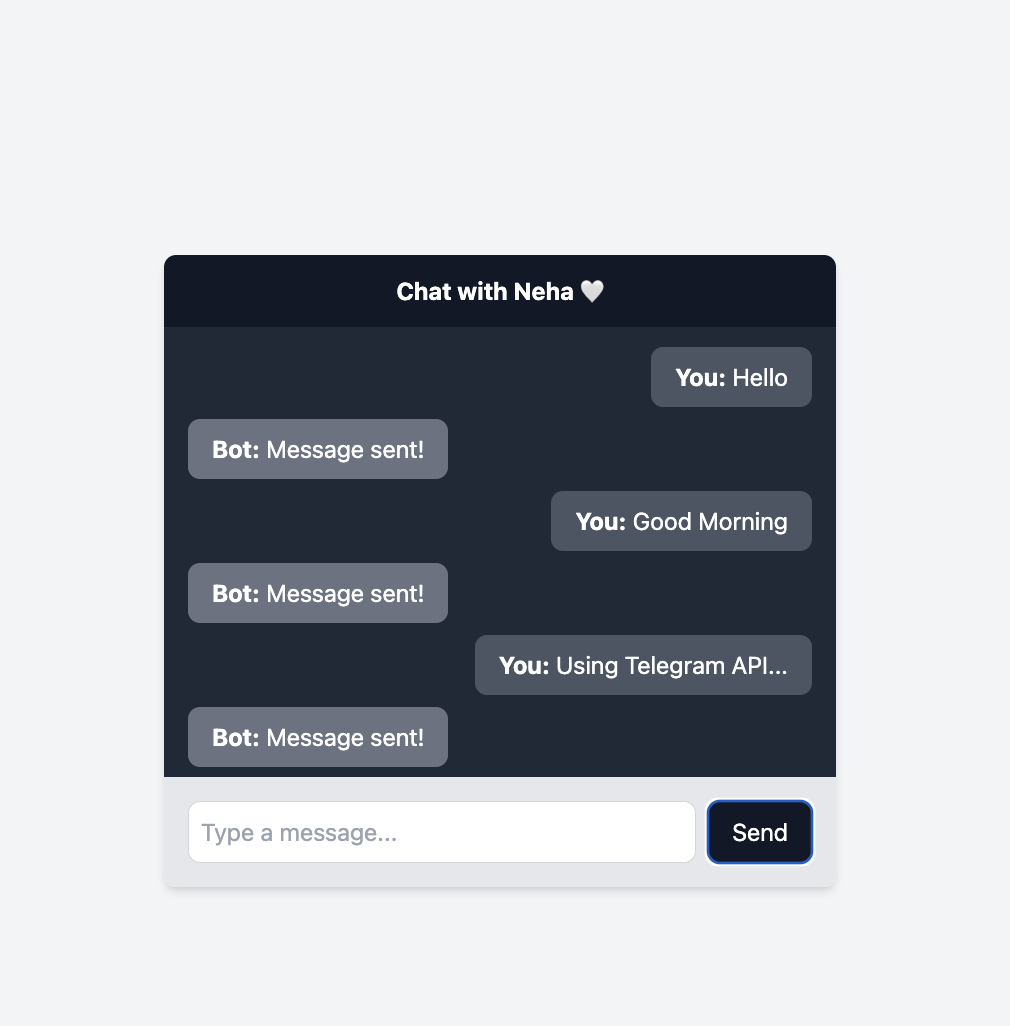 Chat with Neha 🤍
You: Hello
Bot: Message sent!
You: Good Morning
Bot: Message sent!
You: Using Telegram API...
Bot: Message sent!
Type a message...
Send